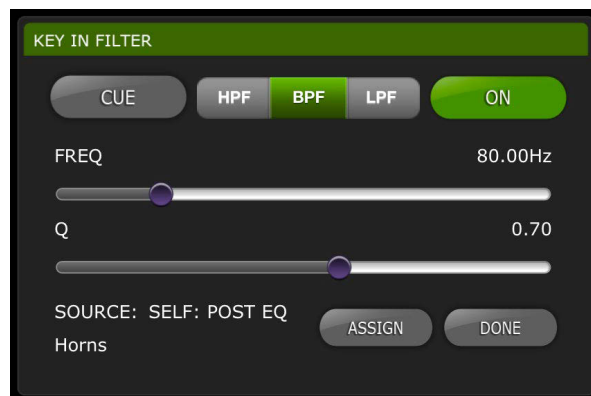 KEY IN FILTER
CUE HPF BPF LPF ON
FREQ 80.00Hz
Q 0.70
SOURCE: SELF: POST EQ
ASSIGN DONE
Horns